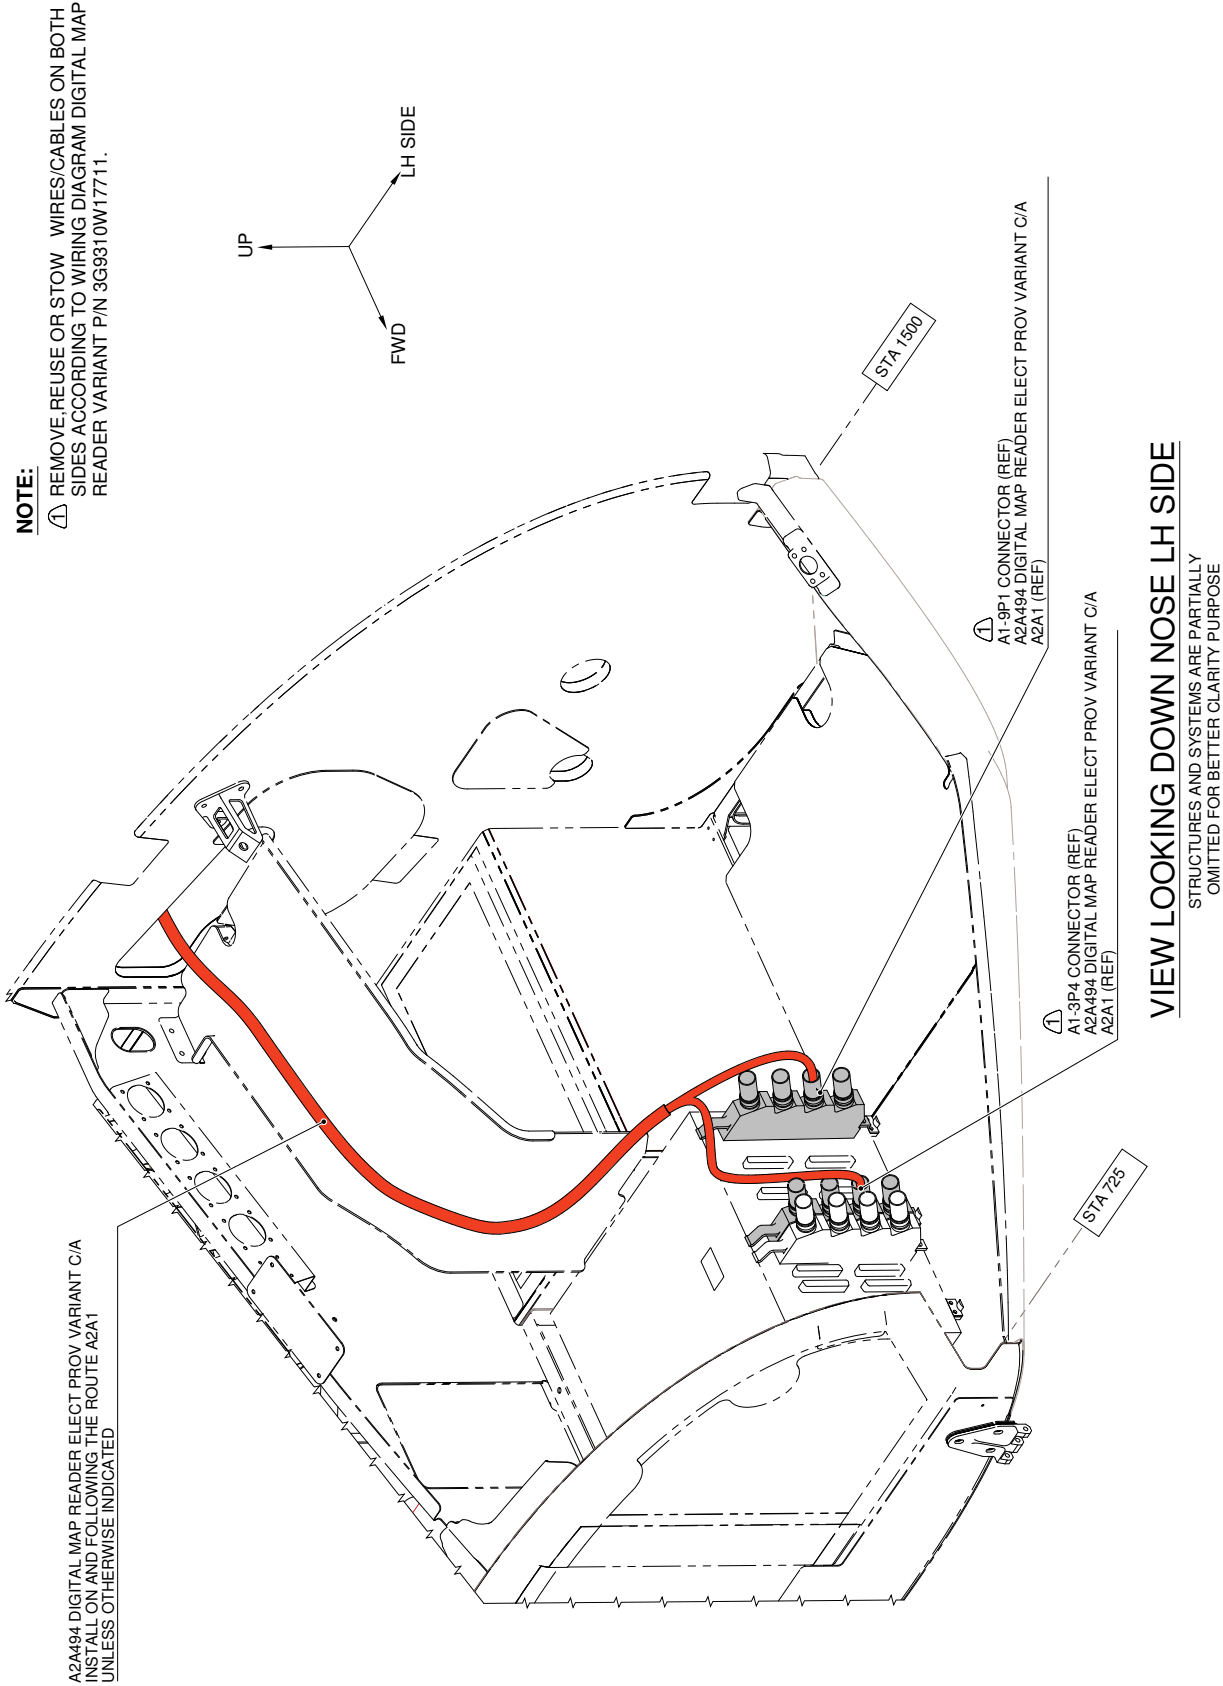 NOTE:
1 REMOVE,REUSE OR STOW WIRES/CABLES ON BOTH
SIDES ACCORDING TO WIRING DIAGRAM DIGITAL MAP
READER VARIANT P/N 3G9310W17711.
UP
LH SIDE
FWD
A2A494 DIGITAL MAP READER ELECT PROV VARIANT C/A
INSTALL ON AND FOLLOWING THE ROUTE A2A1
UNLESS OTHERWISE INDICATED
STA 1500
1
A1-9P1 CONNECTOR (REF)
A2A494 DIGITAL MAP READER ELECT PROV VARIANT C/A
A2A1 (REF)
1
A1-3P4 CONNECTOR (REF)
A2A494 DIGITAL MAP READER ELECT PROV VARIANT C/A
A2A1 (REF)
STA 725
VIEW LOOKING DOWN NOSE LH SIDE
STRUCTURES AND SYSTEMS ARE PARTIALLY
OMITTED FOR BETTER CLARITY PURPOSE